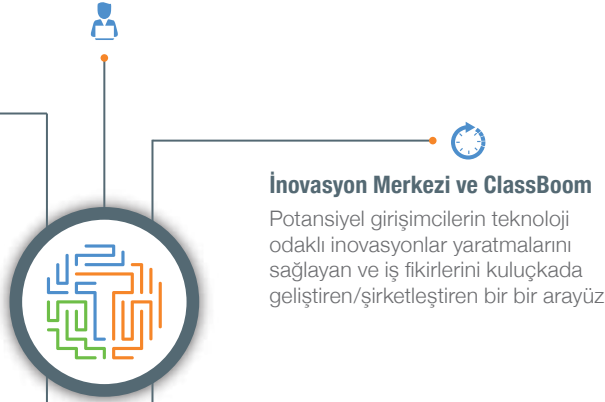 İnovasyon Merkezi ve ClassBoom
Potansiyel girişimcilerin teknoloji
odaklı inovasyonlar yaratmalarını
sağlayan ve iş fikirlerini kuluçkada
geliştiren/şirketleştiren bir bir arayüz